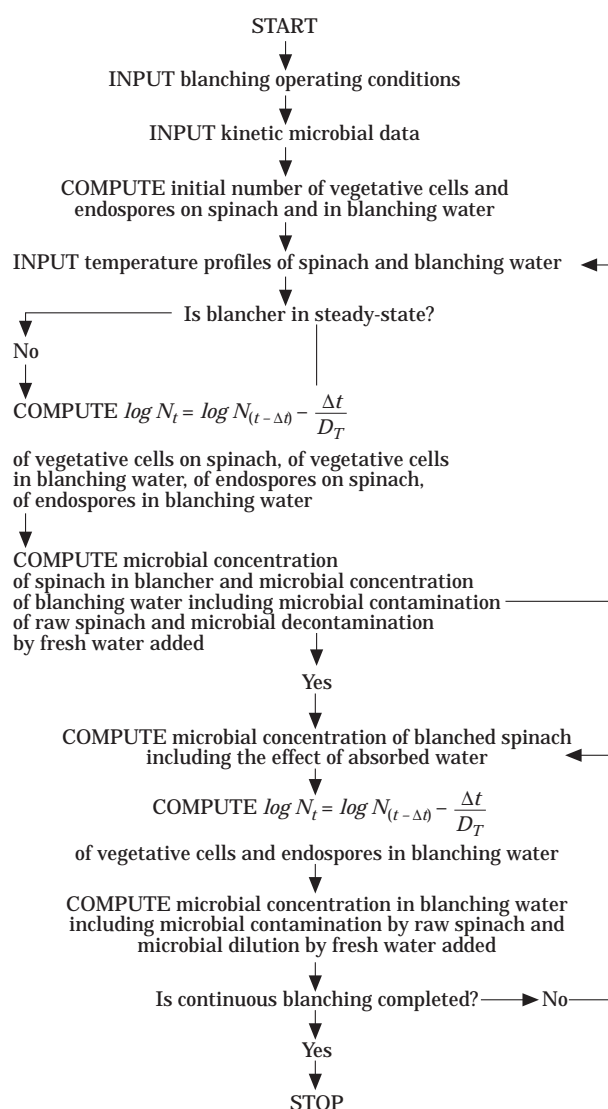 START
INPUT blanching operating conditions
INPUT kinetic microbial data
COMPUTE initial number of vegetative cells and
endospores on spinach and in blanching water
INPUT temperature profiles of spinach and blanching water
Is blancher in steady-state?
No
COMPUTE log N_t = log N_(t – Δt) – Δt/D_T
of vegetative cells on spinach, of vegetative cells
in blanching water, of endospores on spinach,
of endospores in blanching water
COMPUTE microbial concentration
of spinach in blancher and microbial concentration
of blanching water including microbial contamination
of raw spinach and microbial decontamination
by fresh water added
Yes
COMPUTE microbial concentration of blanched spinach
including the effect of absorbed water
COMPUTE log N_t = log N_(t – Δt) – Δt/D_T
of vegetative cells and endospores in blanching water
COMPUTE microbial concentration in blanching water
including microbial contamination by raw spinach and
microbial dilution by fresh water added
Is continuous blanching completed? No
Yes
STOP